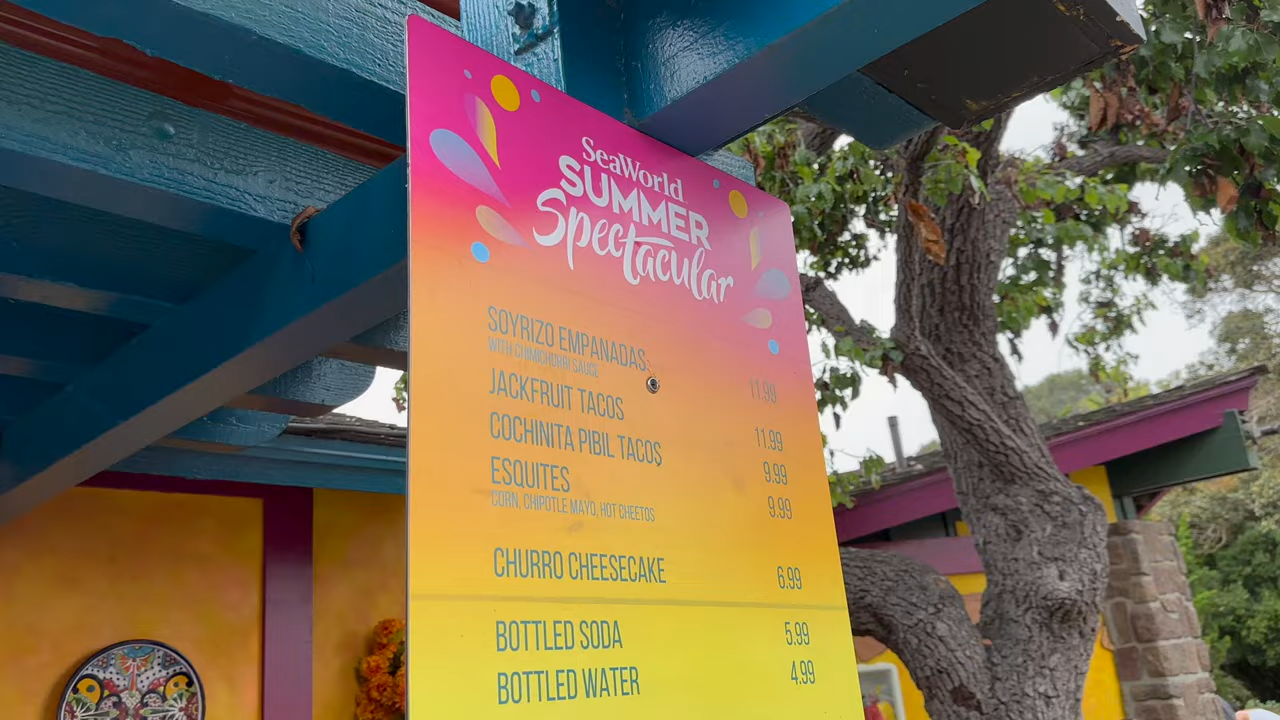 SeaWorld
SUMMER
Spectacular
SOYRIZO EMPANADAS 11.99
WITH CHIMICHURRI SAUCE
JACKFRUIT TACOS 11.99
COCHINITA PIBIL TACOS 9.99
ESQUITES 9.99
CORN, CHIPOTLE MAYO, HOT CHEETOS
CHURRO CHEESECAKE 6.99
BOTTLED SODA 5.99
BOTTLED WATER 4.99